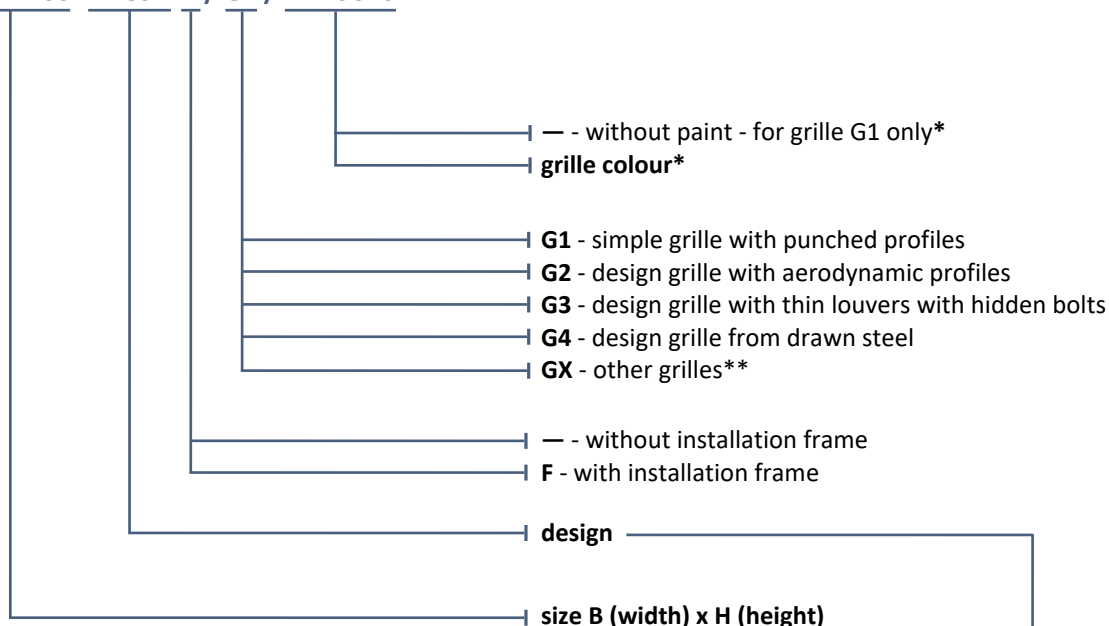 — - without paint - for grille G1 only*
grille colour*
G1 - simple grille with punched profiles
G2 - design grille with aerodynamic profiles
G3 - design grille with thin louvers with hidden bolts
G4 - design grille from drawn steel
GX - other grilles**
— - without installation frame
F - with installation frame
design
size B (width) x H (height)